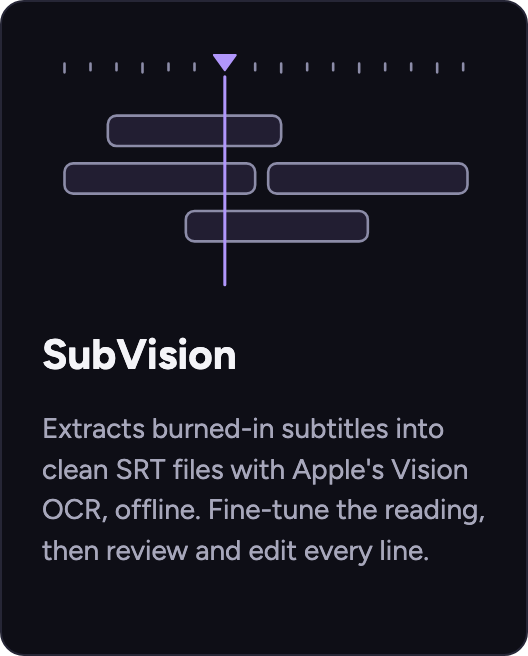 SubVision
Extracts burned-in subtitles into
clean SRT files with Apple's Vision
OCR, offline. Fine-tune the reading,
then review and edit every line.